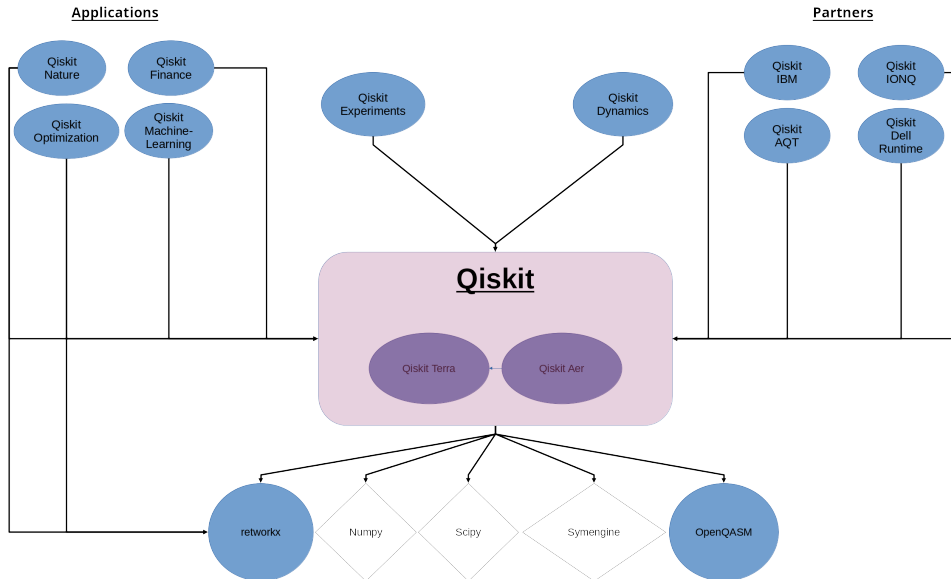 Applications
Partners
Qiskit
Nature
Qiskit
Finance
Qiskit
Optimization
Qiskit
Machine-
Learning
Qiskit
Experiments
Qiskit
Dynamics
Qiskit
IBM
Qiskit
IONQ
Qiskit
AQT
Qiskit
Dell
Runtime
Qiskit
Qiskit Terra
Qiskit Aer
retworkx
Numpy
Scipy
Symengine
OpenQASM